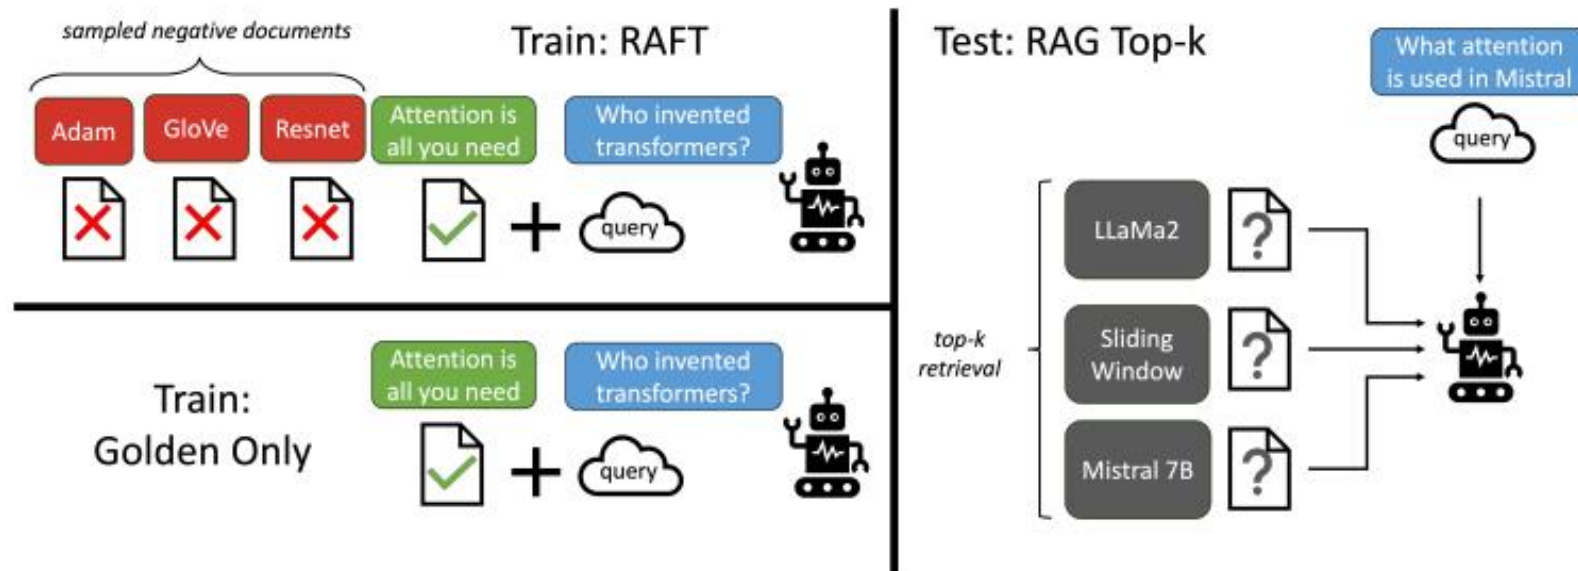 sampled negative documents
Train: RAFT
Adam
GloVe
Resnet
Attention is
all you need
Who invented
transformers?
query
Train:
Golden Only
Attention is
all you need
Who invented
transformers?
query
Test: RAG Top-k
What attention
is used in Mistral
query
top-k
retrieval
LLaMa2
?
Sliding
Window
?
Mistral 7B
?